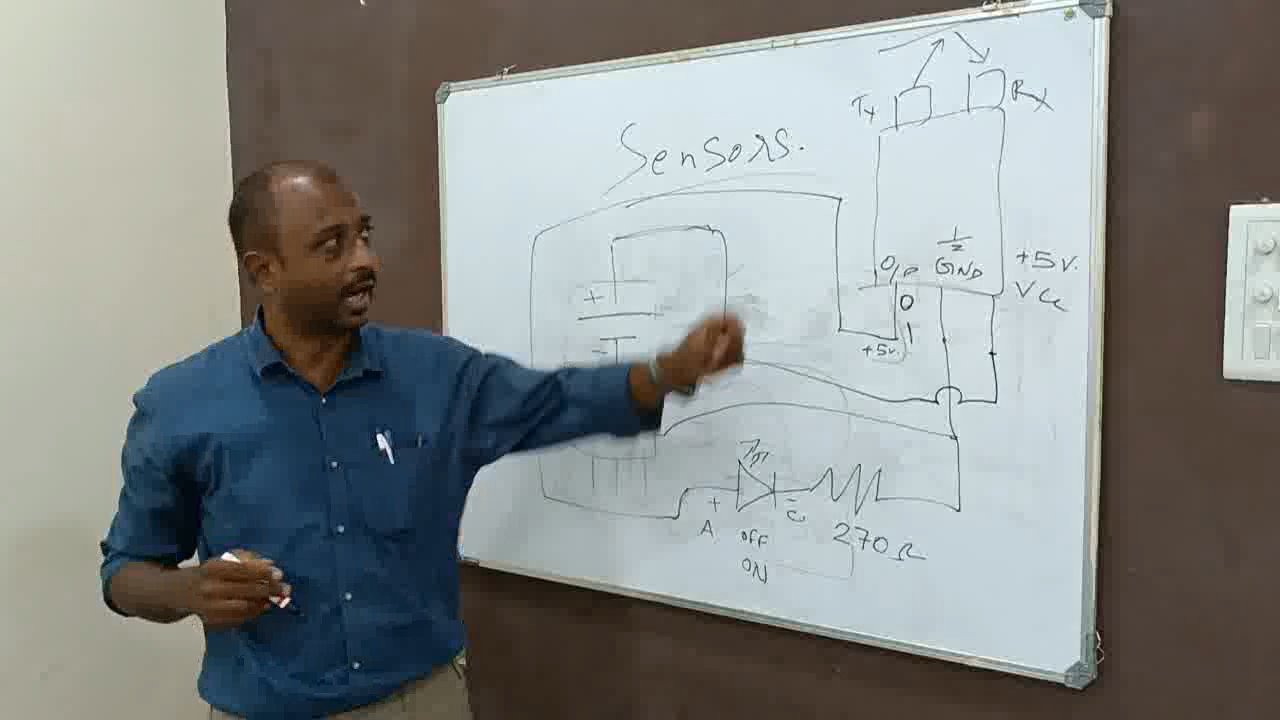 Tx Rx
Sensors.
O/P GND +5V.
+ 0 Vcc
- 1
+5v.
+ -
A C
OFF 270Ω
ON